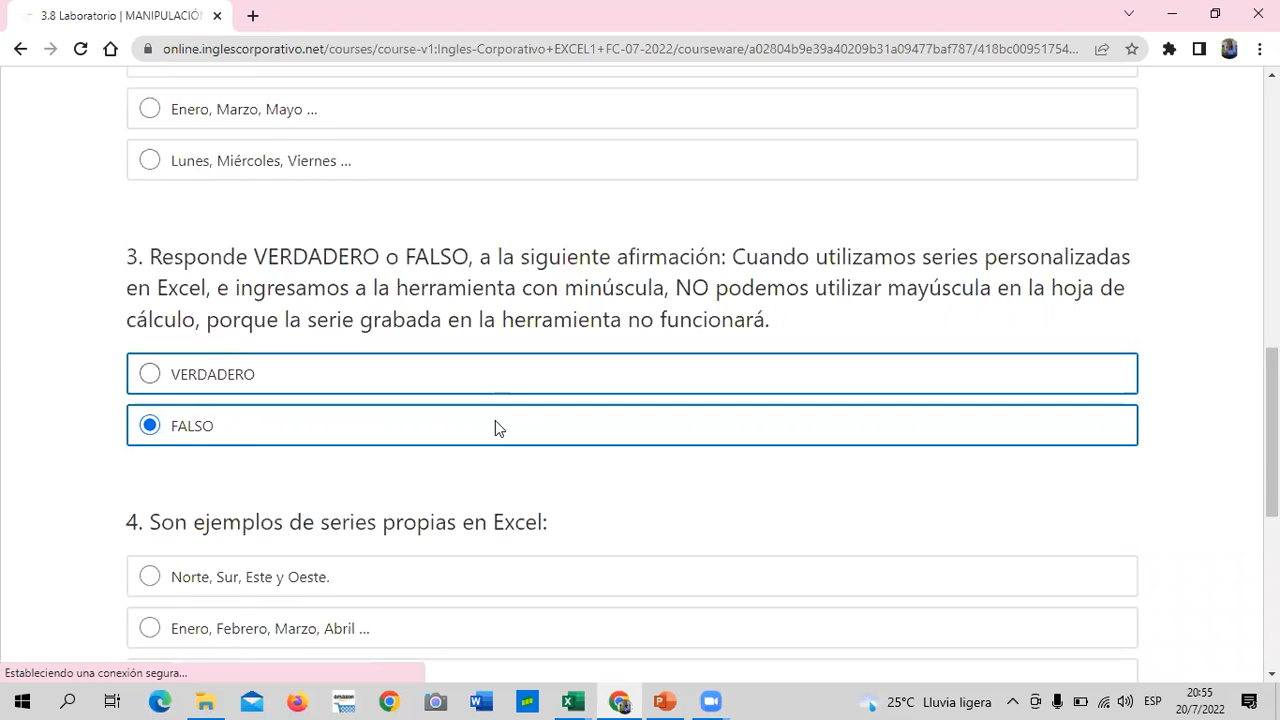 3.8 Laboratorio | MANIPULACIÓN
online.inglescorporativo.net/courses/course-v1:Ingles-Corporativo+EXCEL1+FC-07-2022/courseware/a02804b9e39a40209b31a09477baf787/418bc00951754...
Enero, Marzo, Mayo ...
Lunes, Miércoles, Viernes ...
3. Responde VERDADERO o FALSO, a la siguiente afirmación: Cuando utilizamos series personalizadas
en Excel, e ingresamos a la herramienta con minúscula, NO podemos utilizar mayúscula en la hoja de
cálculo, porque la serie grabada en la herramienta no funcionará.
VERDADERO
FALSO
4. Son ejemplos de series propias en Excel:
Norte, Sur, Este y Oeste.
Enero, Febrero, Marzo, Abril ...
Estableciendo una conexión segura...
amazon
25°C Lluvia ligera
ESP
20:55
20/7/2022